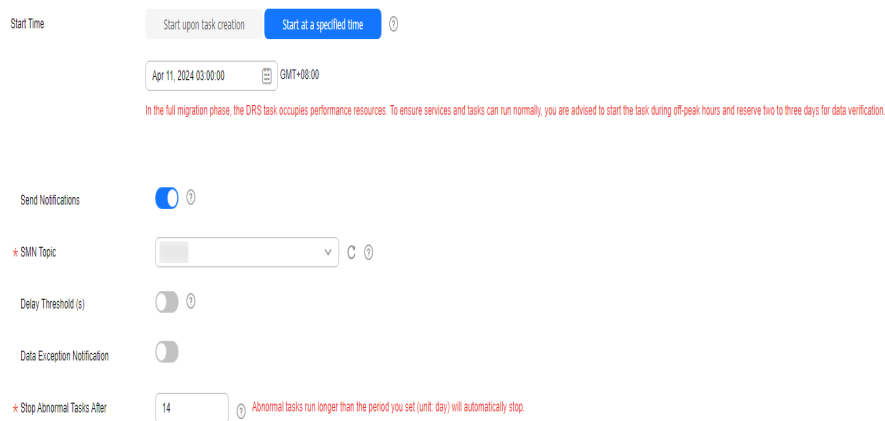 Start Time
Start upon task creation
Start at a specified time
Apr 11, 2024 03:00:00
GMT+08:00
In the full migration phase, the DRS task occupies performance resources. To ensure services and tasks can run normally, you are advised to start the task during off-peak hours and reserve two to three days for data verification.
Send Notifications
* SMN Topic
Delay Threshold (s)
Data Exception Notification
* Stop Abnormal Tasks After
14
Abnormal tasks run longer than the period you set (unit: day) will automatically stop.